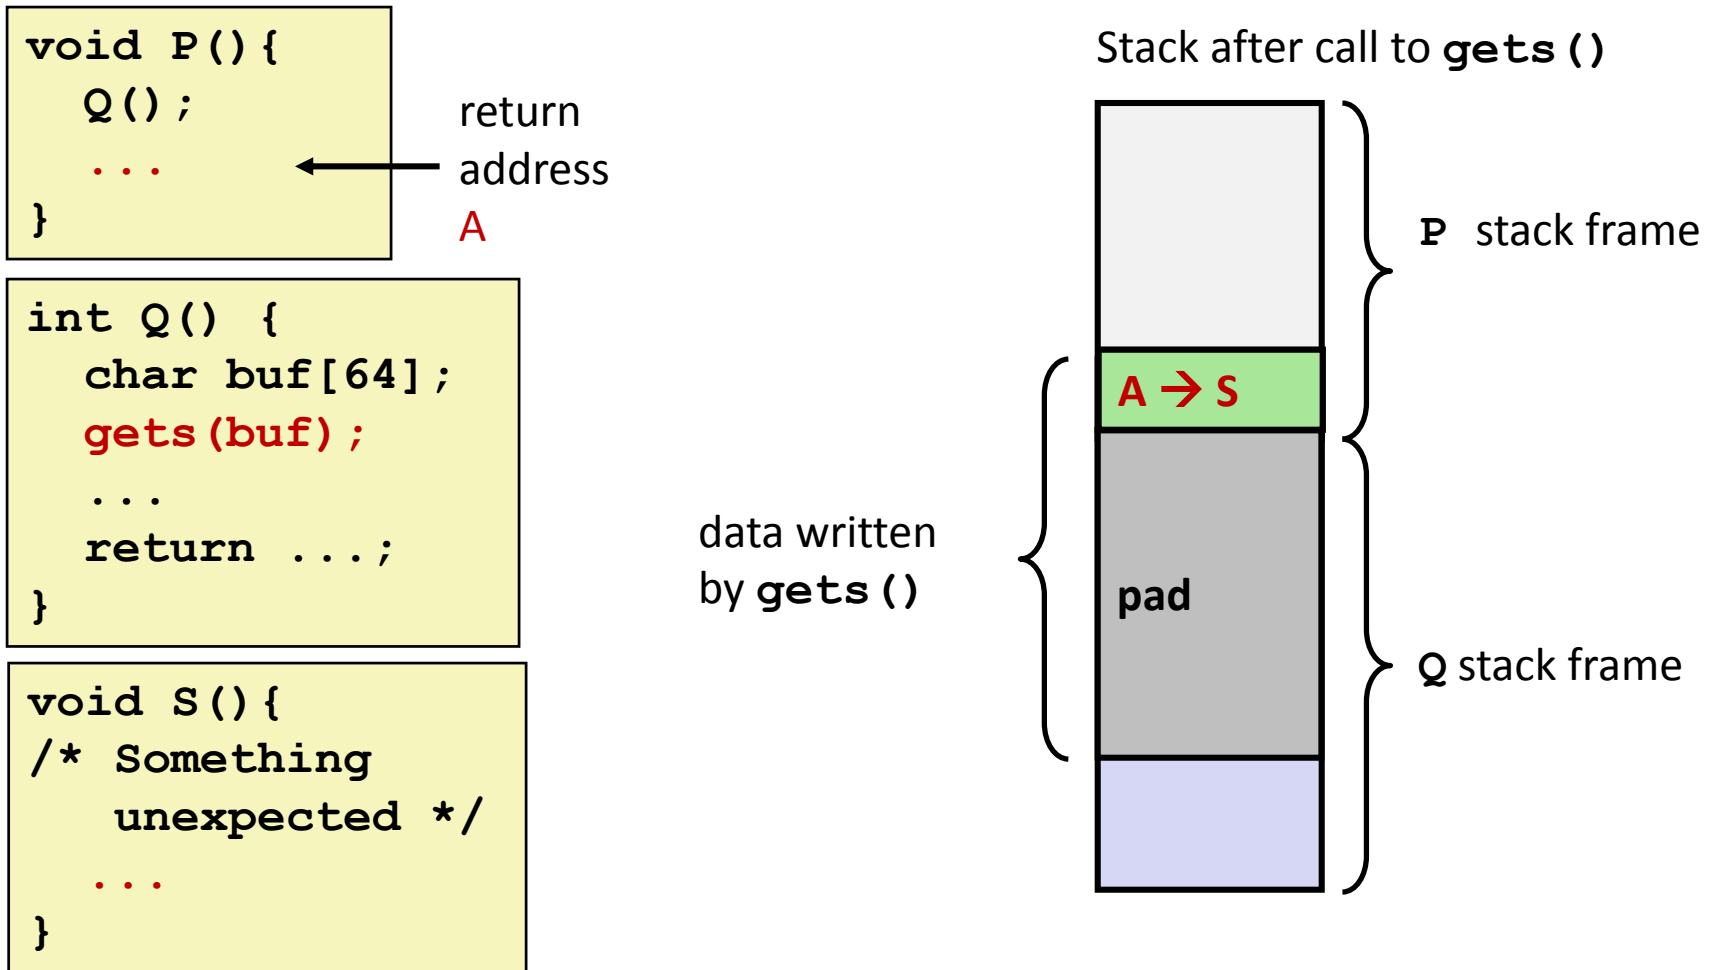 void P(){
  Q();
  ...
}
return
address
A
int Q() {
  char buf[64];
  gets(buf);
  ...
  return ...;
}
void S(){
/* Something
   unexpected */
  ...
}
Stack after call to gets()
P stack frame
A → S
data written
by gets()
pad
Q stack frame